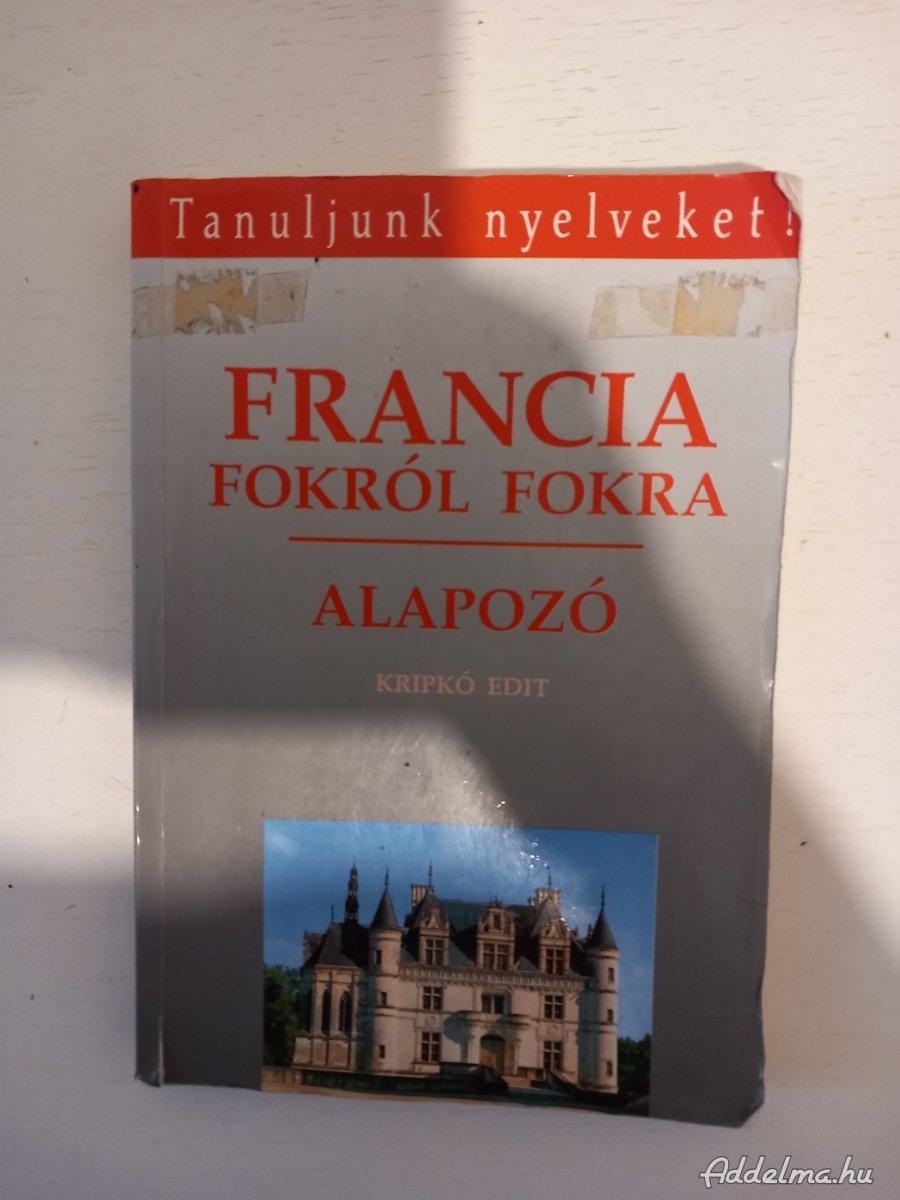 Tanuljunk nyelveket!
FRANCIA
FOKRÓL FOKRA
ALAPOZÓ
KRIPKÓ EDIT
Addelma.hu